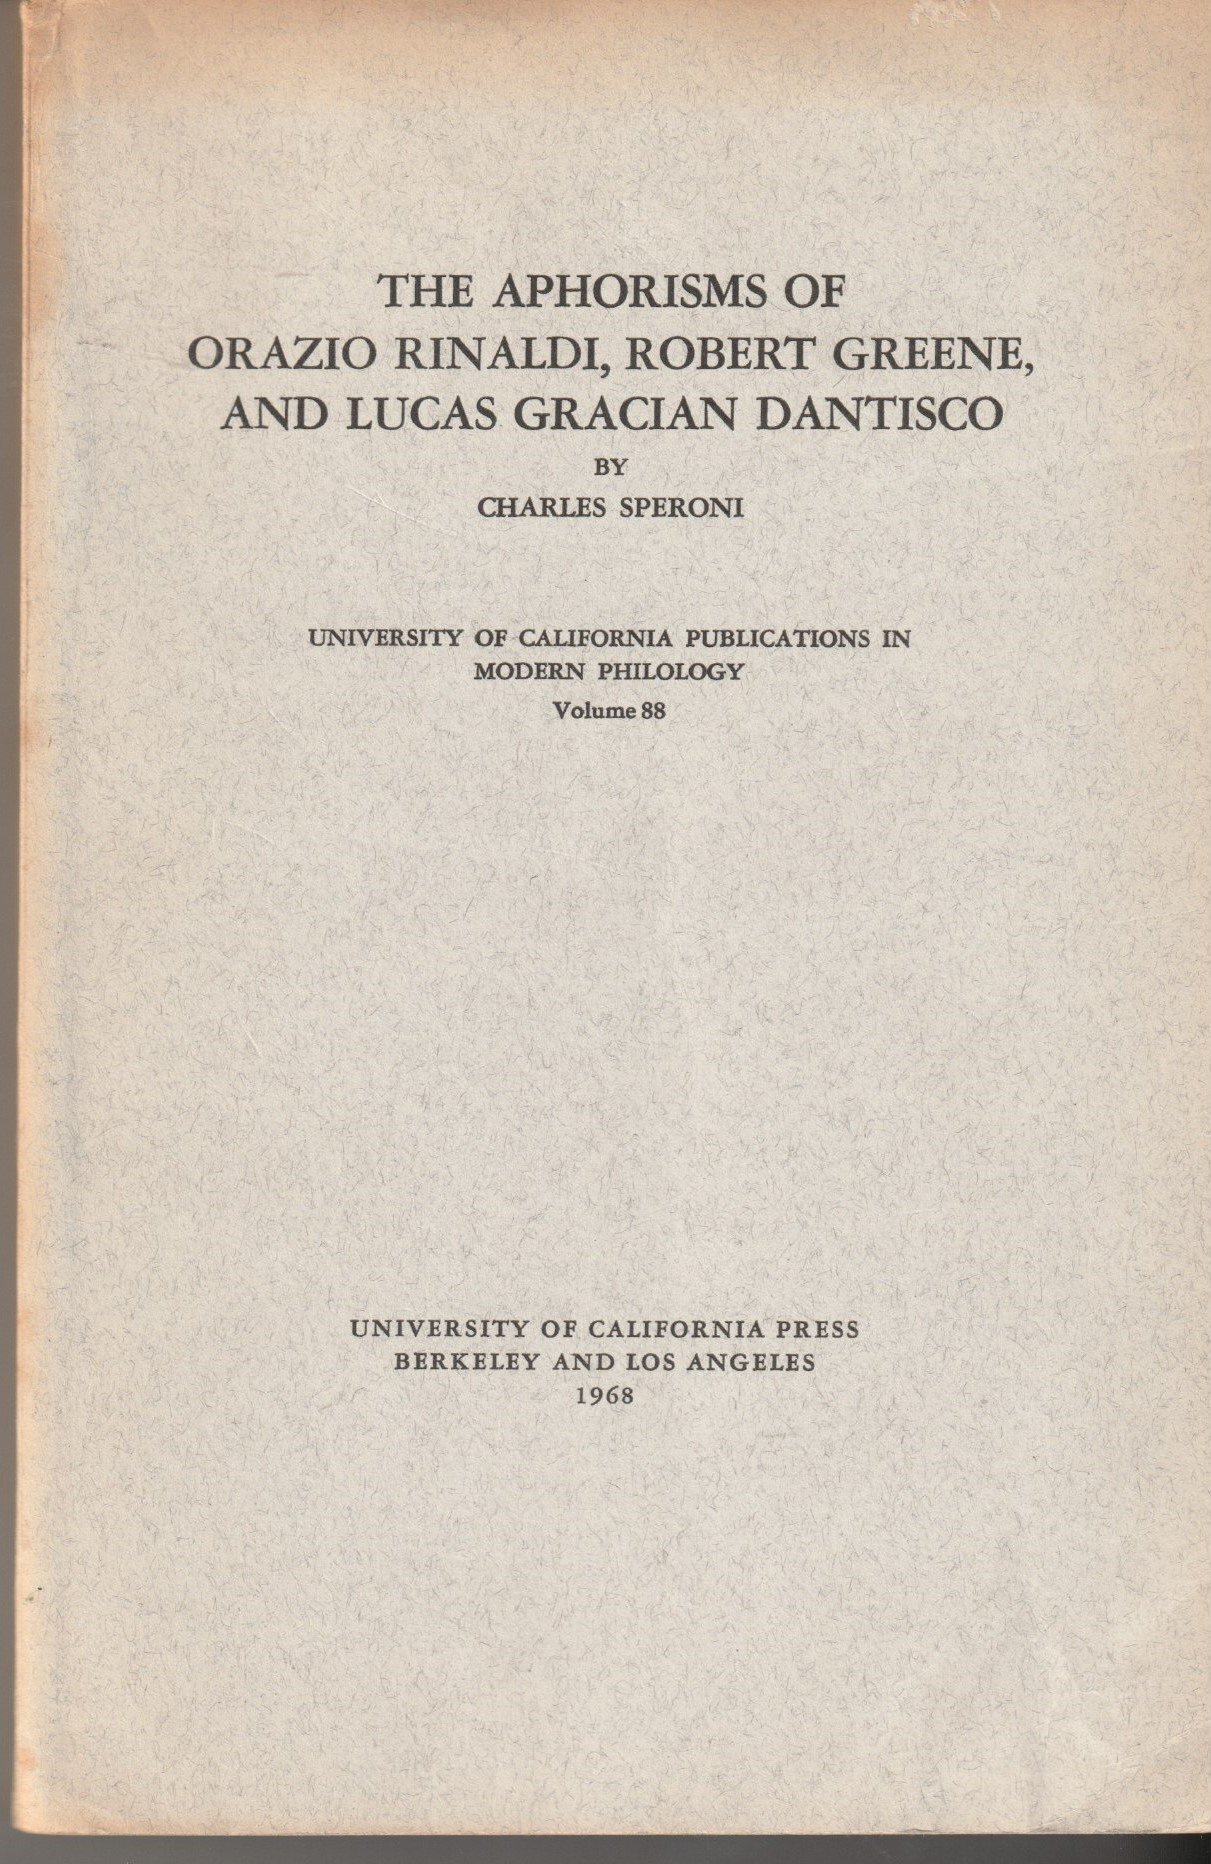 THE APHORISMS OF
ORAZIO RINALDI, ROBERT GREENE,
AND LUCAS GRACIAN DANTISCO
BY
CHARLES SPERONI
UNIVERSITY OF CALIFORNIA PUBLICATIONS IN
MODERN PHILOLOGY
Volume 88
UNIVERSITY OF CALIFORNIA PRESS
BERKELEY AND LOS ANGELES
1968